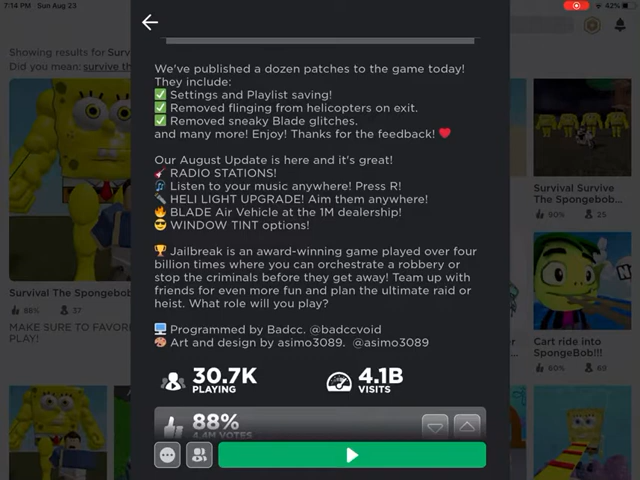 7:14 PM Sun Aug 23
42%
Showing results for Surv
Did you mean: survive the
We've published a dozen patches to the game today!
They include:
✅ Settings and Playlist saving!
✅ Removed flinging from helicopters on exit.
✅ Removed sneaky Blade glitches.
and many more! Enjoy! Thanks for the feedback! ❤️
Our August Update is here and it's great!
🎸 RADIO STATIONS!
🎵 Listen to your music anywhere! Press R!
🔦 HELI LIGHT UPGRADE! Aim them anywhere!
🔥 BLADE Air Vehicle at the 1M dealership!
😎 WINDOW TINT options!
🏆 Jailbreak is an award-winning game played over four
billion times where you can orchestrate a robbery or
stop the criminals before they get away! Team up with
friends for even more fun and plan the ultimate raid or
heist. What role will you play?
🖥️ Programmed by Badcc. @badccvoid
🎨 Art and design by asimo3089. @asimo3089
30.7K
PLAYING
4.1B
VISITS
88%
4.4M VOTES
Survival The Spongebob
88% 37
MAKE SURE TO FAVORI
PLAY!
Survival Survive
The Spongebob...
90% 25
Cart ride into
SpongeBob!!!
60% 69